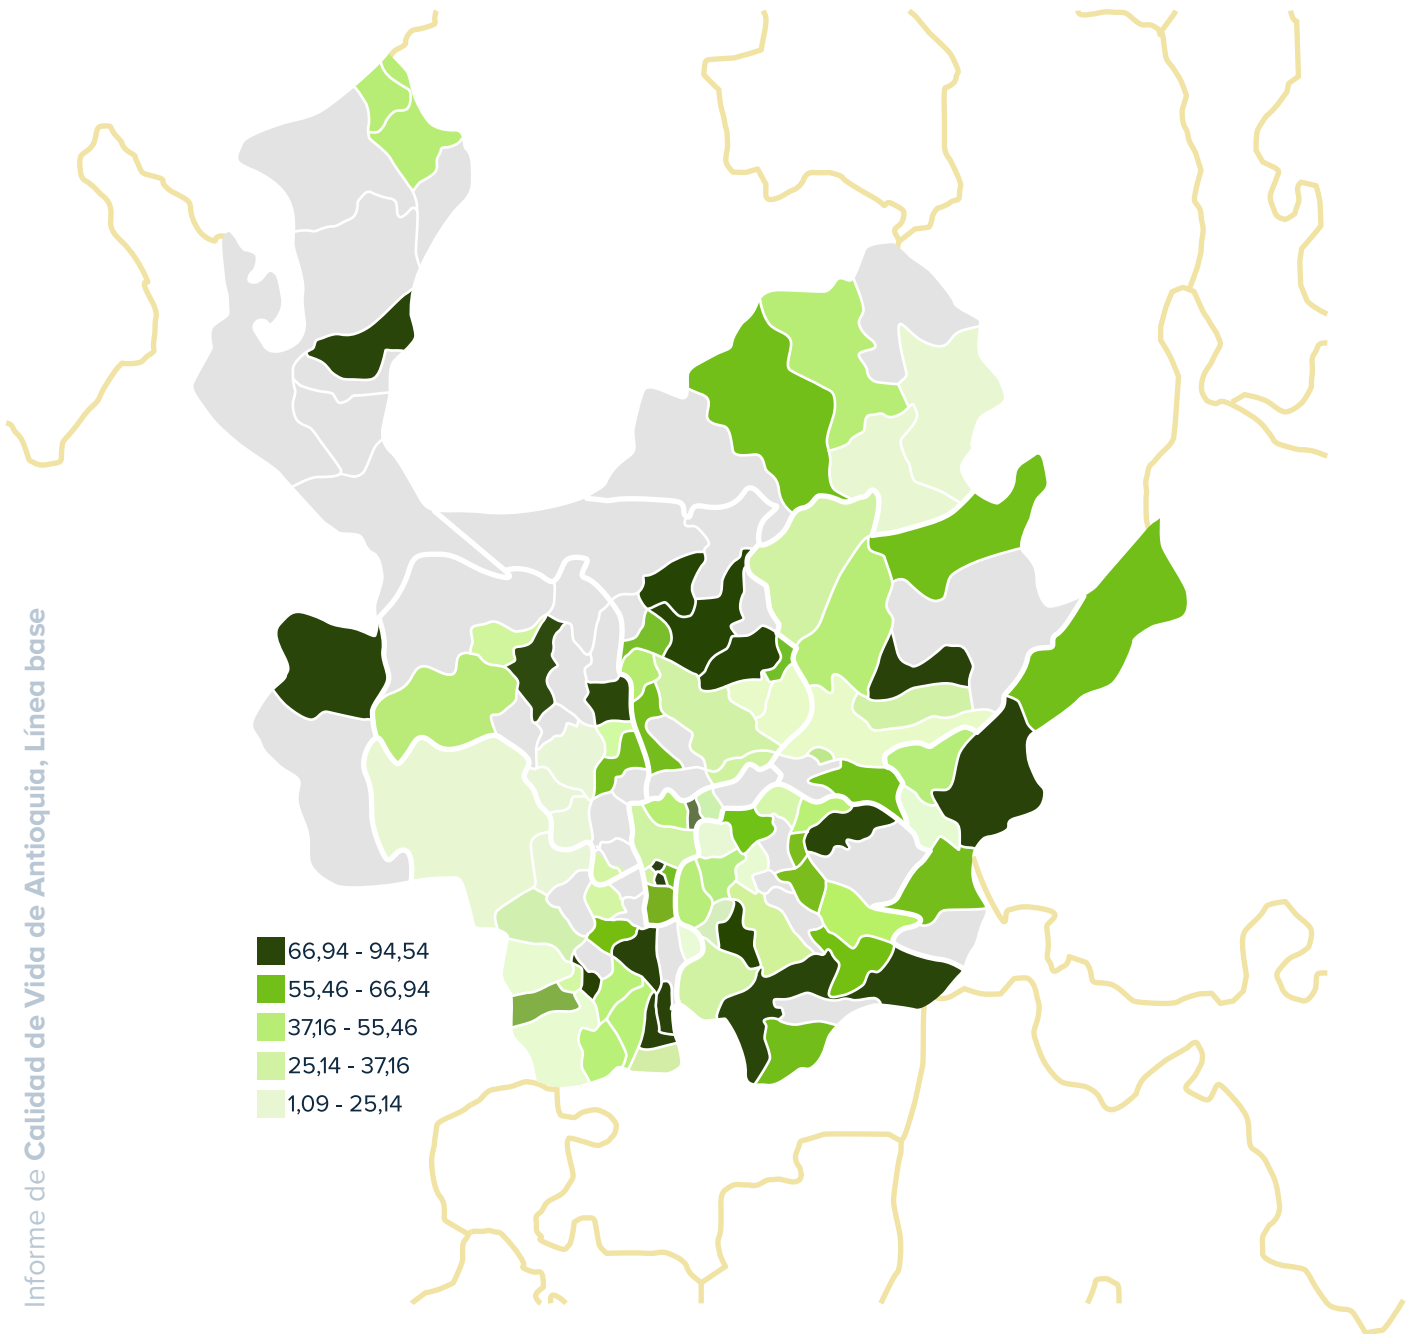 66,94 - 94,54
55,46 - 66,94
37,16 - 55,46
25,14 - 37,16
1,09 - 25,14
Informe de Calidad de Vida de Antioquia, Línea base